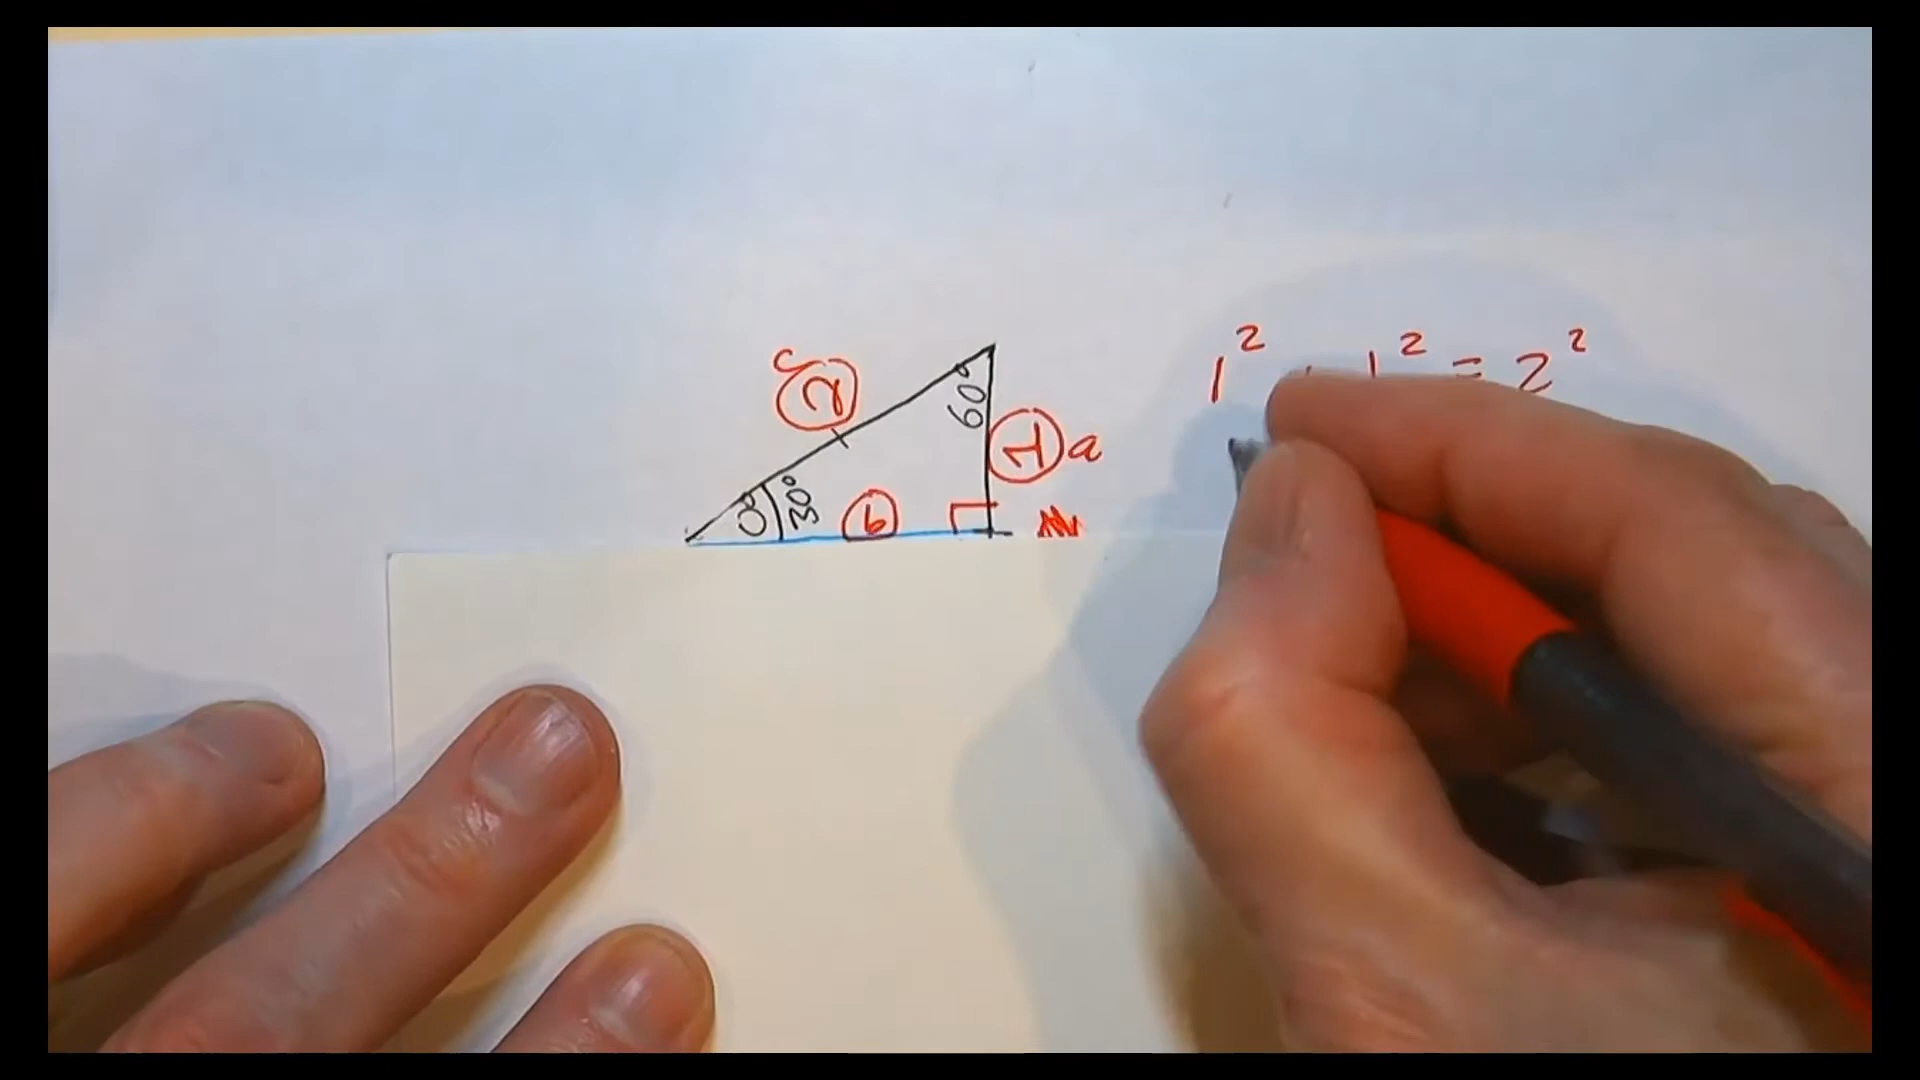 c
2
60°
1 a
30°
b
1² + 1² = 2²